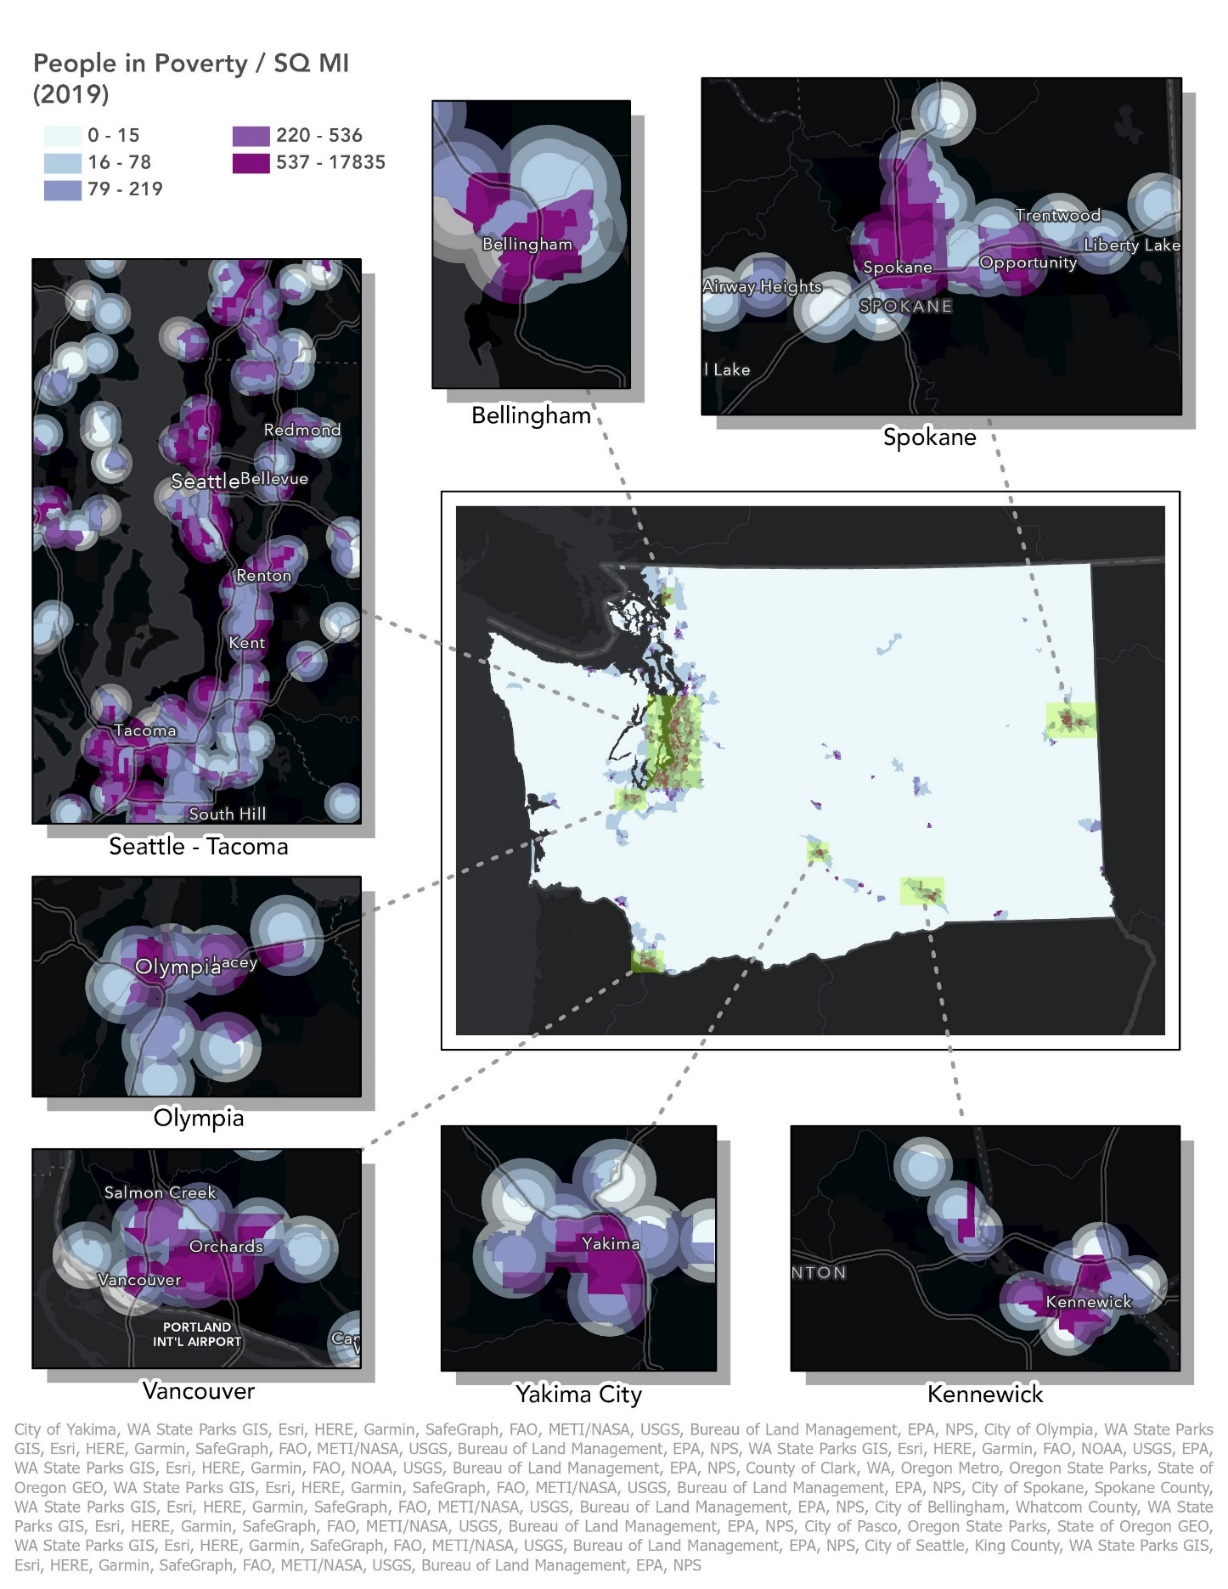 People in Poverty / SQ MI
(2019)
0 - 15
16 - 78
79 - 219
220 - 536
537 - 17835
Bellingham
Bellingham
Trentwood
Liberty Lake
Opportunity
Spokane
Airway Heights
SPOKANE
l Lake
Spokane
Redmond
Seattle
Bellevue
Renton
Kent
Tacoma
South Hill
Seattle - Tacoma
Olympia
Lacey
Olympia
Salmon Creek
Orchards
Vancouver
PORTLAND
INT'L AIRPORT
Car
Vancouver
Yakima
Yakima City
NTON
Kennewick
Kennewick
City of Yakima, WA State Parks GIS, Esri, HERE, Garmin, SafeGraph, FAO, METI/NASA, USGS, Bureau of Land Management, EPA, NPS, City of Olympia, WA State Parks
GIS, Esri, HERE, Garmin, SafeGraph, FAO, METI/NASA, USGS, Bureau of Land Management, EPA, NPS, WA State Parks GIS, Esri, HERE, Garmin, FAO, NOAA, USGS, EPA,
WA State Parks GIS, Esri, HERE, Garmin, FAO, NOAA, USGS, Bureau of Land Management, EPA, NPS, County of Clark, WA, Oregon Metro, Oregon State Parks, State of
Oregon GEO, WA State Parks GIS, Esri, HERE, Garmin, SafeGraph, FAO, METI/NASA, USGS, Bureau of Land Management, EPA, NPS, City of Spokane, Spokane County,
WA State Parks GIS, Esri, HERE, Garmin, SafeGraph, FAO, METI/NASA, USGS, Bureau of Land Management, EPA, NPS, City of Bellingham, Whatcom County, WA State
Parks GIS, Esri, HERE, Garmin, SafeGraph, FAO, METI/NASA, USGS, Bureau of Land Management, EPA, NPS, City of Pasco, Oregon State Parks, State of Oregon GEO,
WA State Parks GIS, Esri, HERE, Garmin, SafeGraph, FAO, METI/NASA, USGS, Bureau of Land Management, EPA, NPS, City of Seattle, King County, WA State Parks GIS,
Esri, HERE, Garmin, SafeGraph, FAO, METI/NASA, USGS, Bureau of Land Management, EPA, NPS